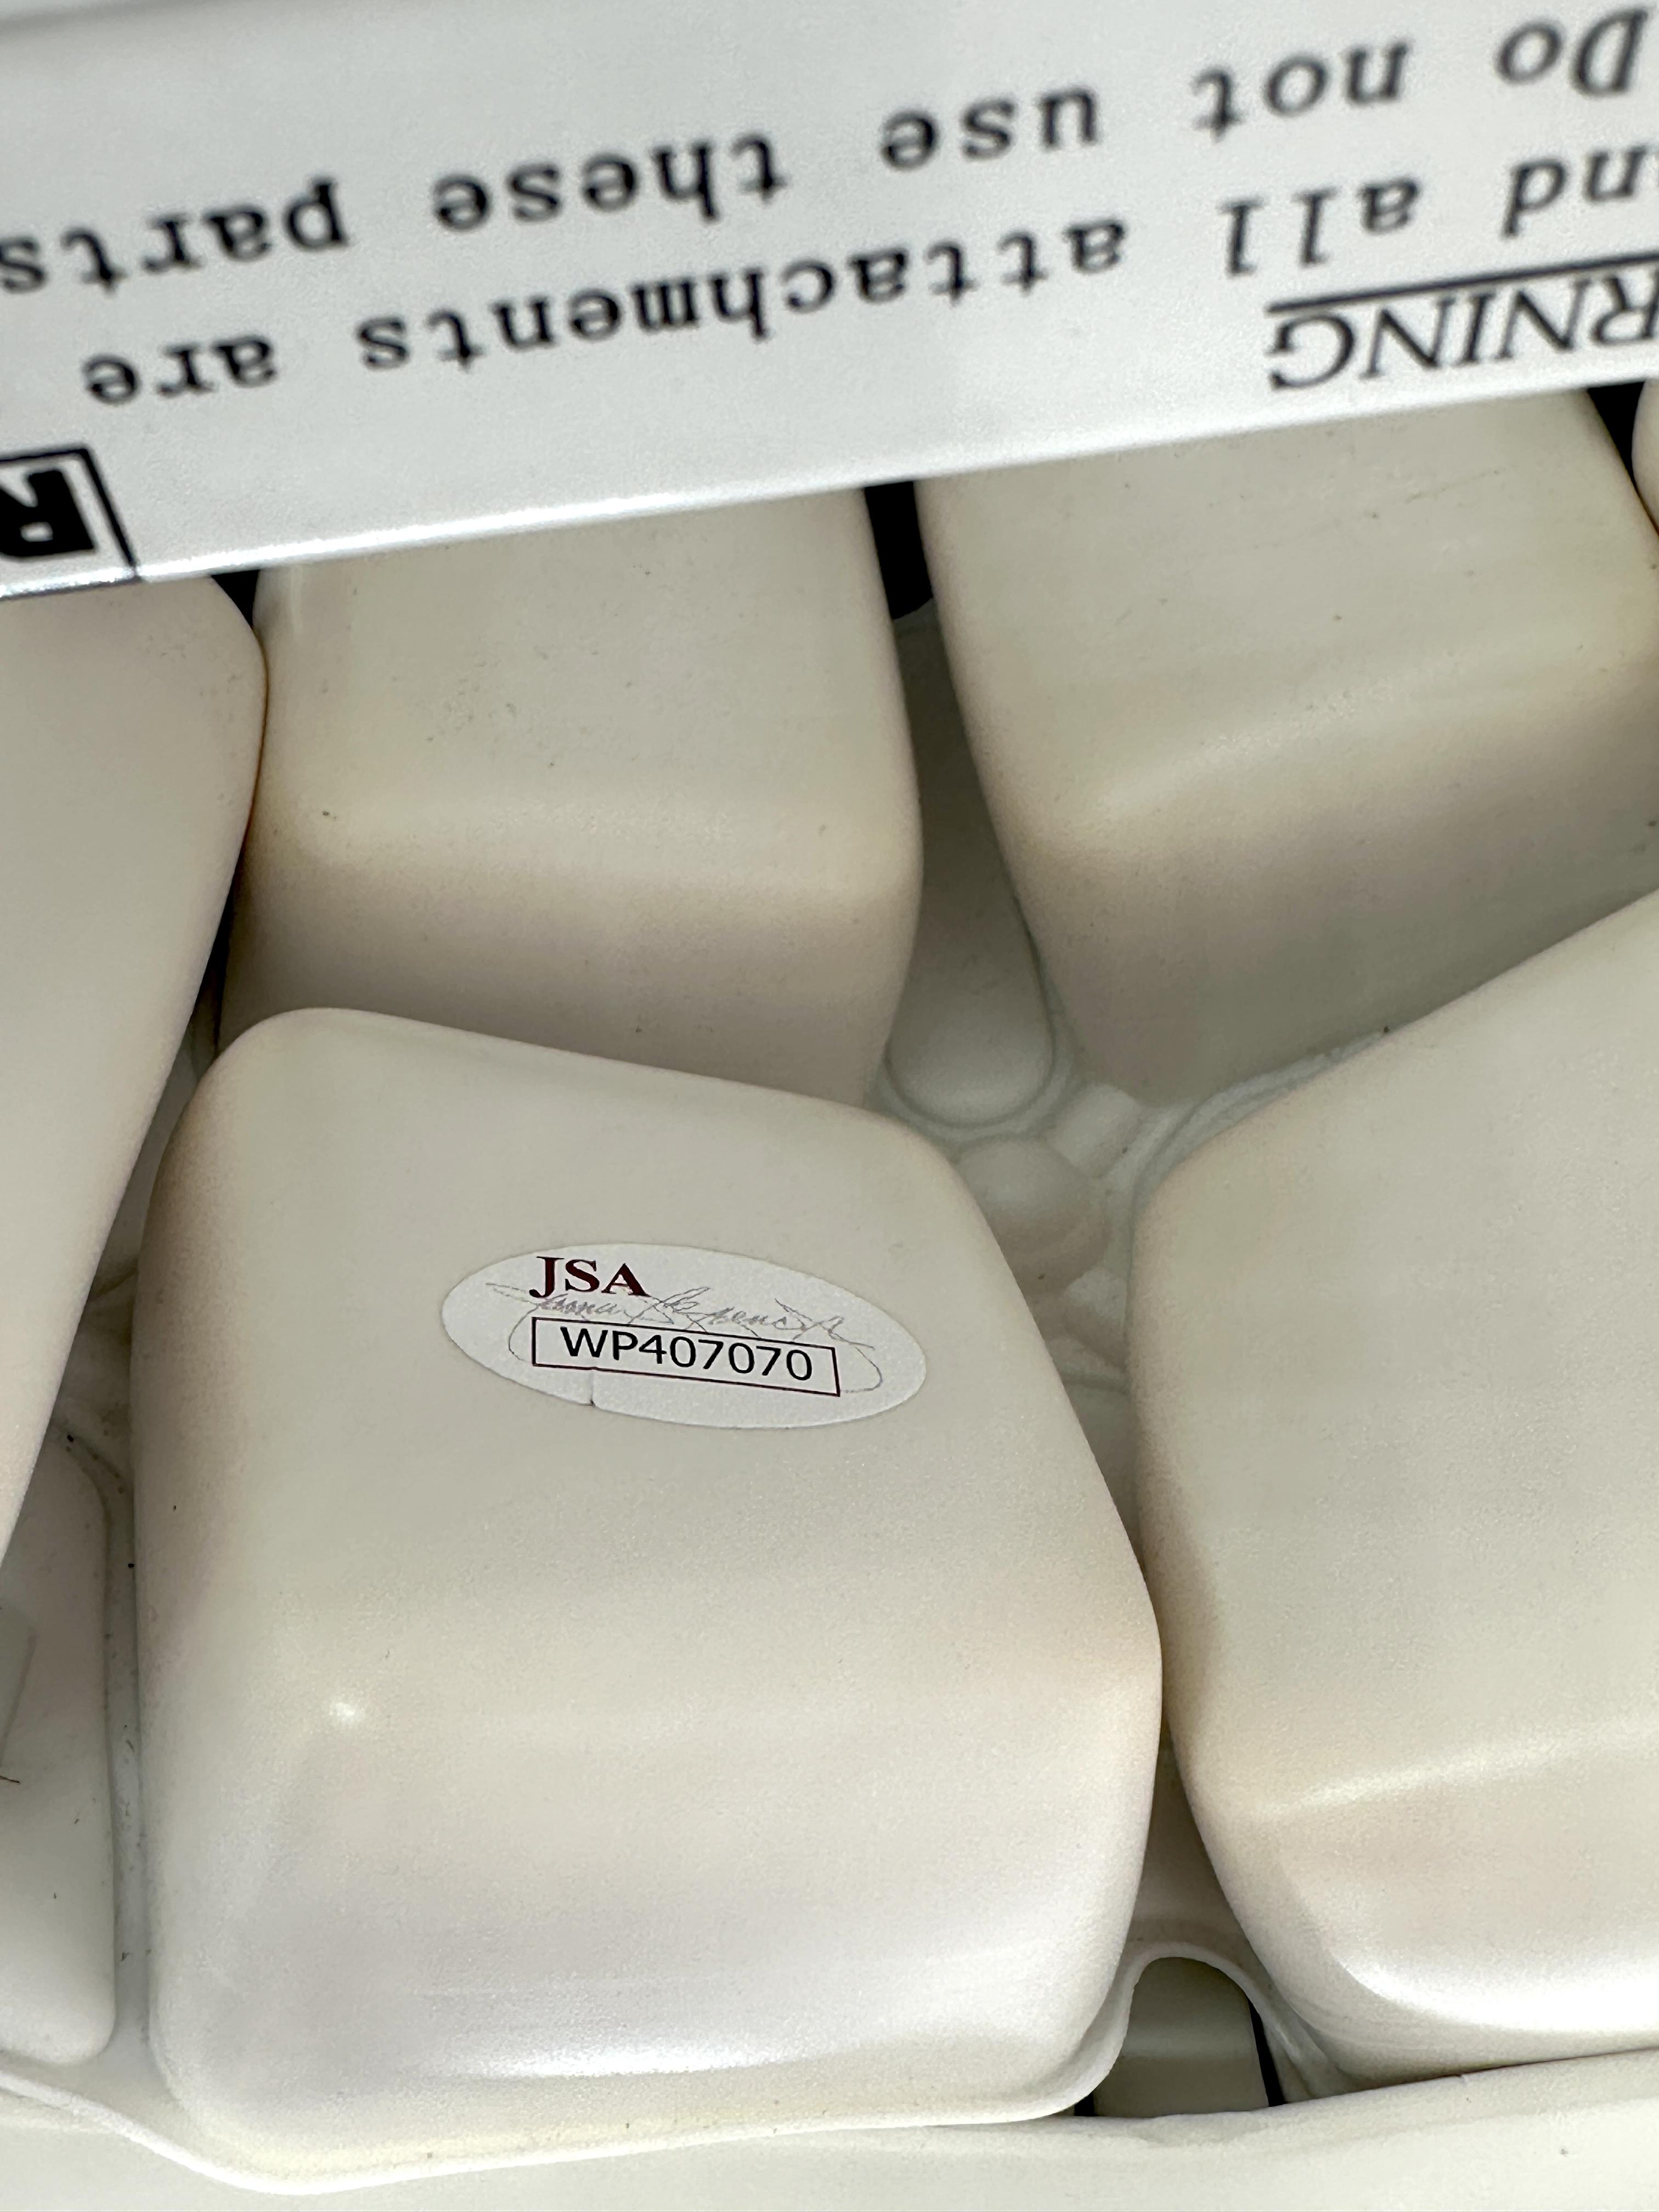 RNING
nd all attachments are
Do not use these parts
R
JSA
WP407070